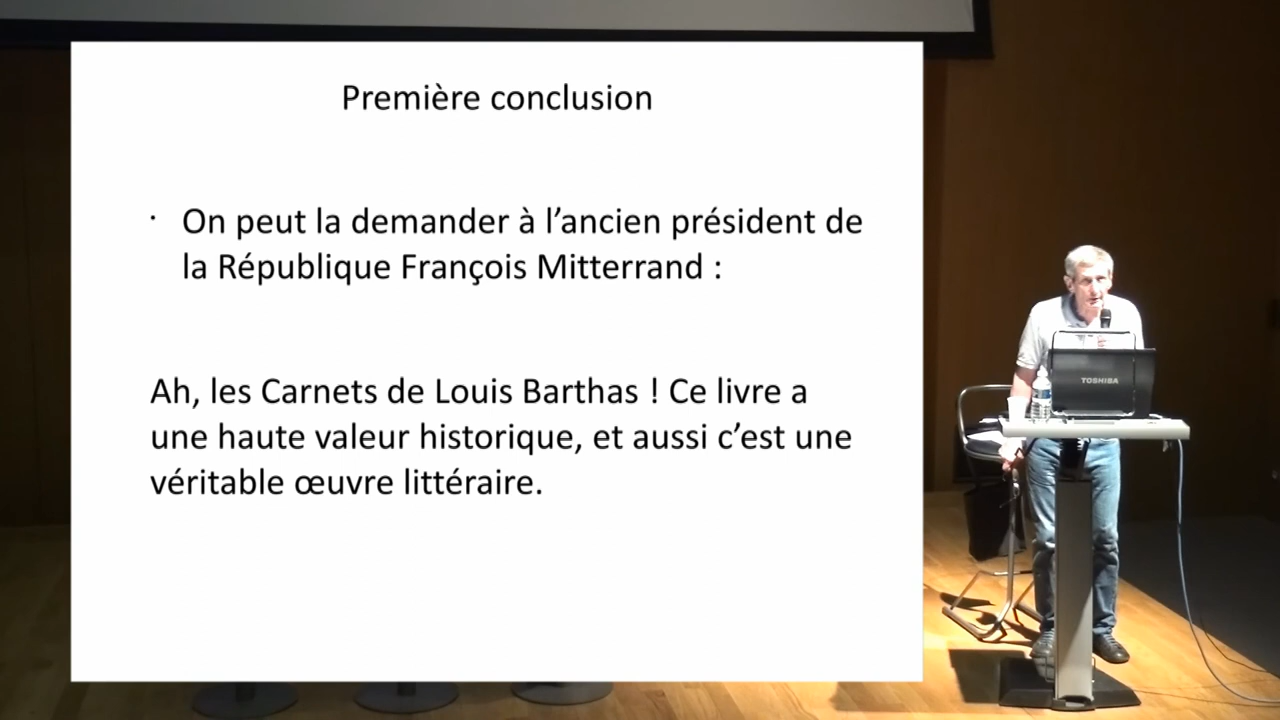 Première conclusion
· On peut la demander à l’ancien président de
la République François Mitterrand :
Ah, les Carnets de Louis Barthas ! Ce livre a
une haute valeur historique, et aussi c’est une
véritable œuvre littéraire.
TOSHIBA